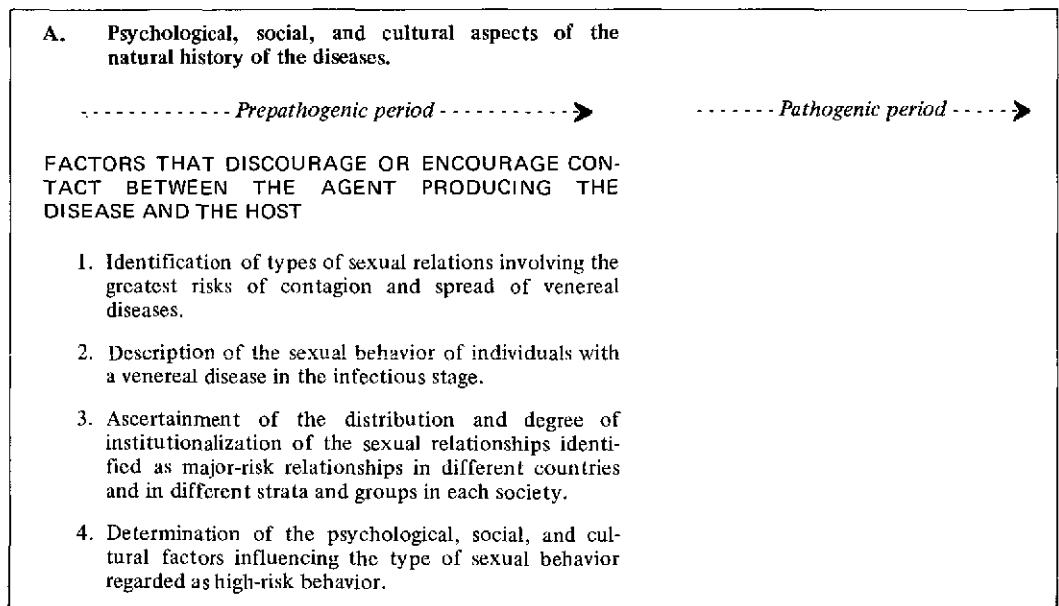 A. Psychological, social, and cultural aspects of the
natural history of the diseases.
- - - - - - - - - - - - - Prepathogenic period - - - - - - - - - - - ➤ - - - - - - - Pathogenic period - - - - - ➤
FACTORS THAT DISCOURAGE OR ENCOURAGE CON-
TACT BETWEEN THE AGENT PRODUCING THE
DISEASE AND THE HOST
1. Identification of types of sexual relations involving the
greatest risks of contagion and spread of venereal
diseases.
2. Description of the sexual behavior of individuals with
a venereal disease in the infectious stage.
3. Ascertainment of the distribution and degree of
institutionalization of the sexual relationships identi-
fied as major-risk relationships in different countries
and in different strata and groups in each society.
4. Determination of the psychological, social, and cul-
tural factors influencing the type of sexual behavior
regarded as high-risk behavior.